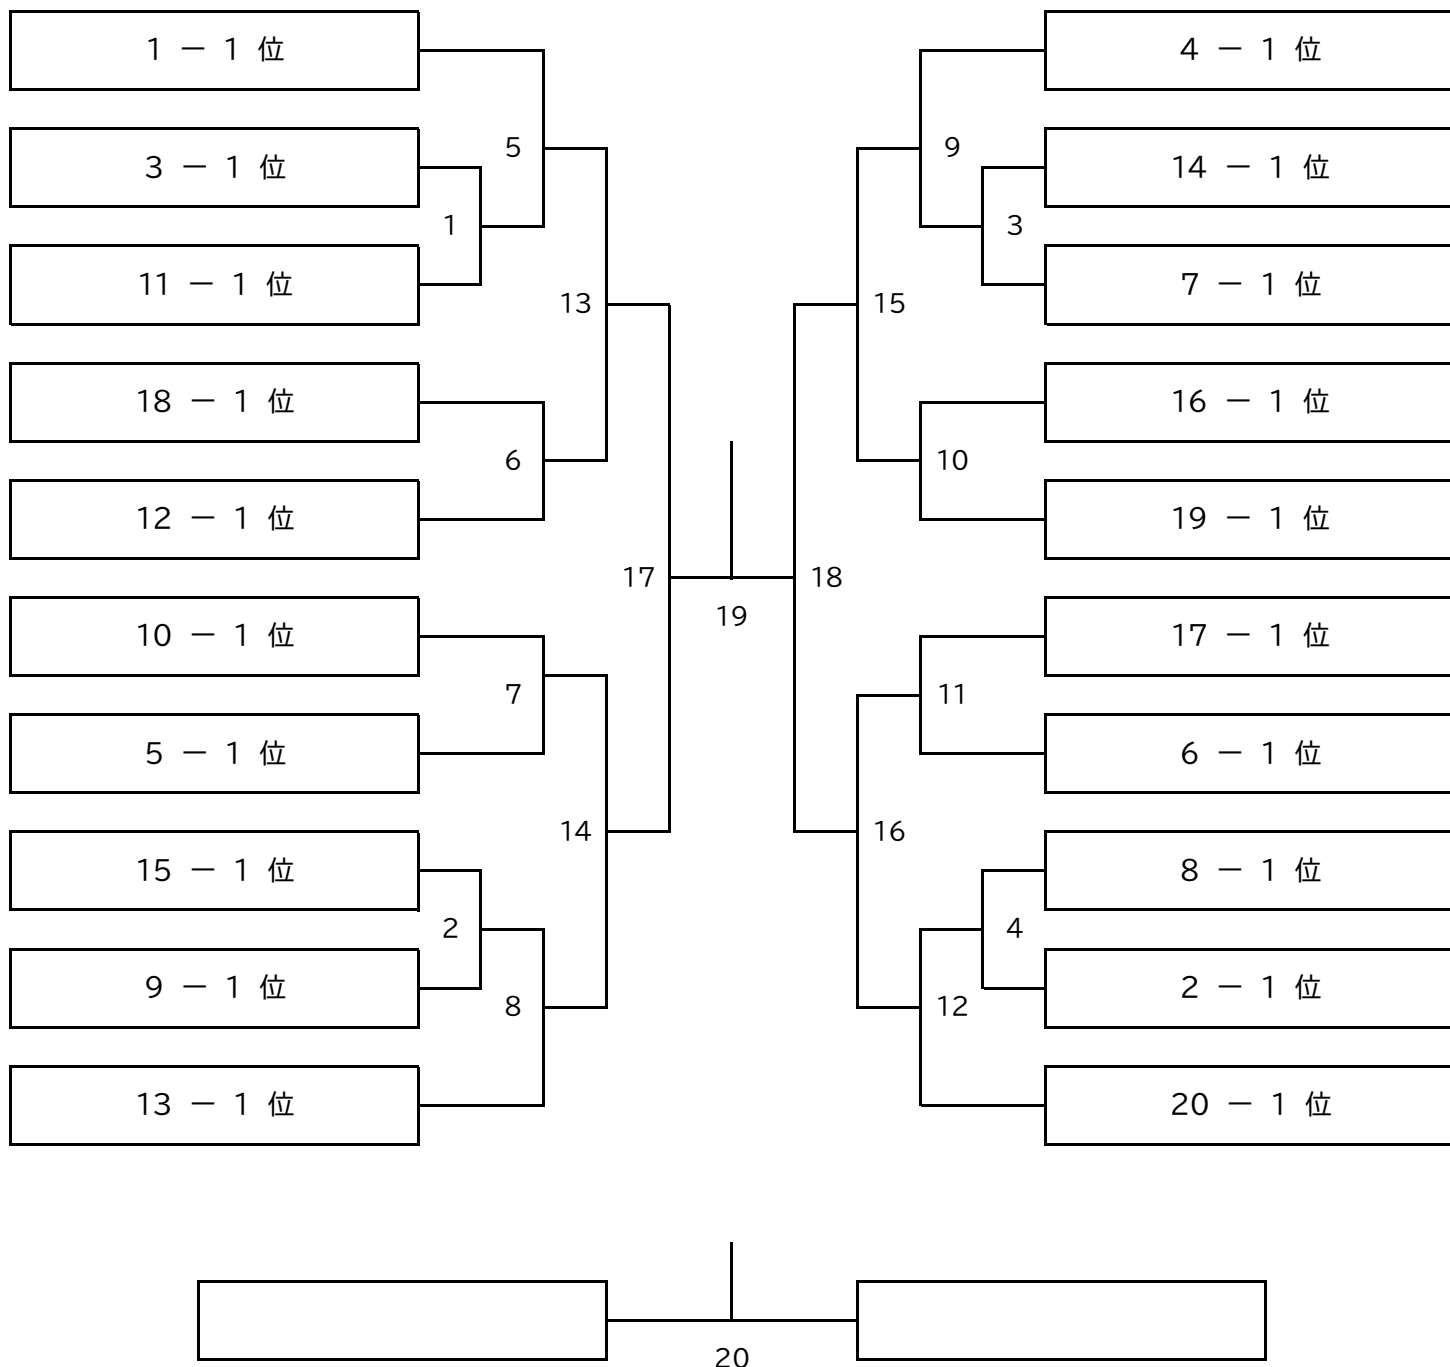 1 － 1 位
4 － 1 位
5
9
3 － 1 位
14 － 1 位
1
3
11 － 1 位
7 － 1 位
13
15
18 － 1 位
16 － 1 位
6
10
12 － 1 位
19 － 1 位
17
18
19
10 － 1 位
17 － 1 位
7
11
5 － 1 位
6 － 1 位
14
16
15 － 1 位
8 － 1 位
2
4
9 － 1 位
2 － 1 位
8
12
13 － 1 位
20 － 1 位
20